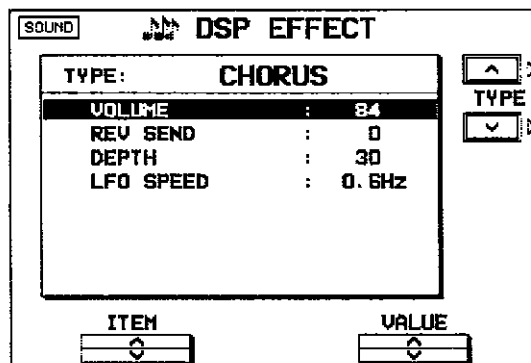 SOUND DSP EFFECT
TYPE: CHORUS
VOLUME : 84
REV SEND : 0
DEPTH : 30
LFO SPEED : 0.6Hz
TYPE
ITEM VALUE